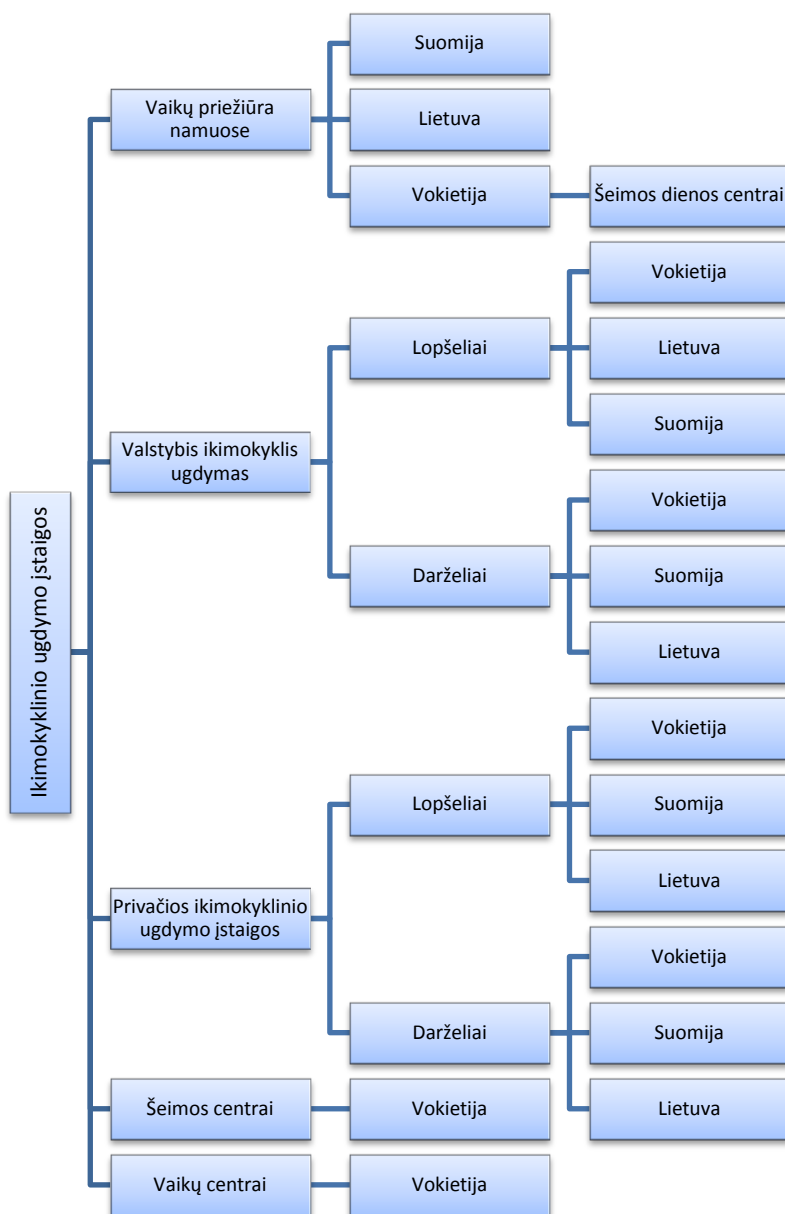 Ikimokyklinio ugdymo įstaigos
Vaikų priežiūra
namuose
Suomija
Lietuva
Vokietija
Šeimos dienos centrai
Valstybis ikimokyklis
ugdymas
Lopšeliai
Vokietija
Lietuva
Suomija
Darželiai
Vokietija
Suomija
Lietuva
Privačios ikimokyklinio
ugdymo įstaigos
Lopšeliai
Vokietija
Suomija
Lietuva
Darželiai
Vokietija
Suomija
Lietuva
Šeimos centrai
Vokietija
Vaikų centrai
Vokietija